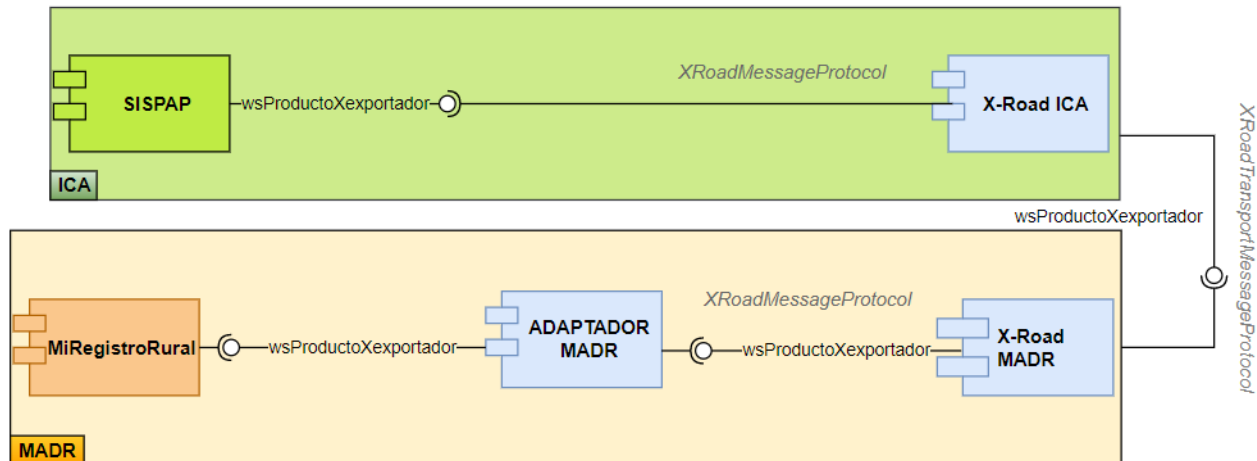 XRoadMessageProtocol
SISPAP
wsProductoXexportador
X-Road ICA
ICA
XRoadTransportMessageProtocol
wsProductoXexportador
XRoadMessageProtocol
MiRegistroRural
wsProductoXexportador
ADAPTADOR
MADR
wsProductoXexportador
X-Road
MADR
MADR